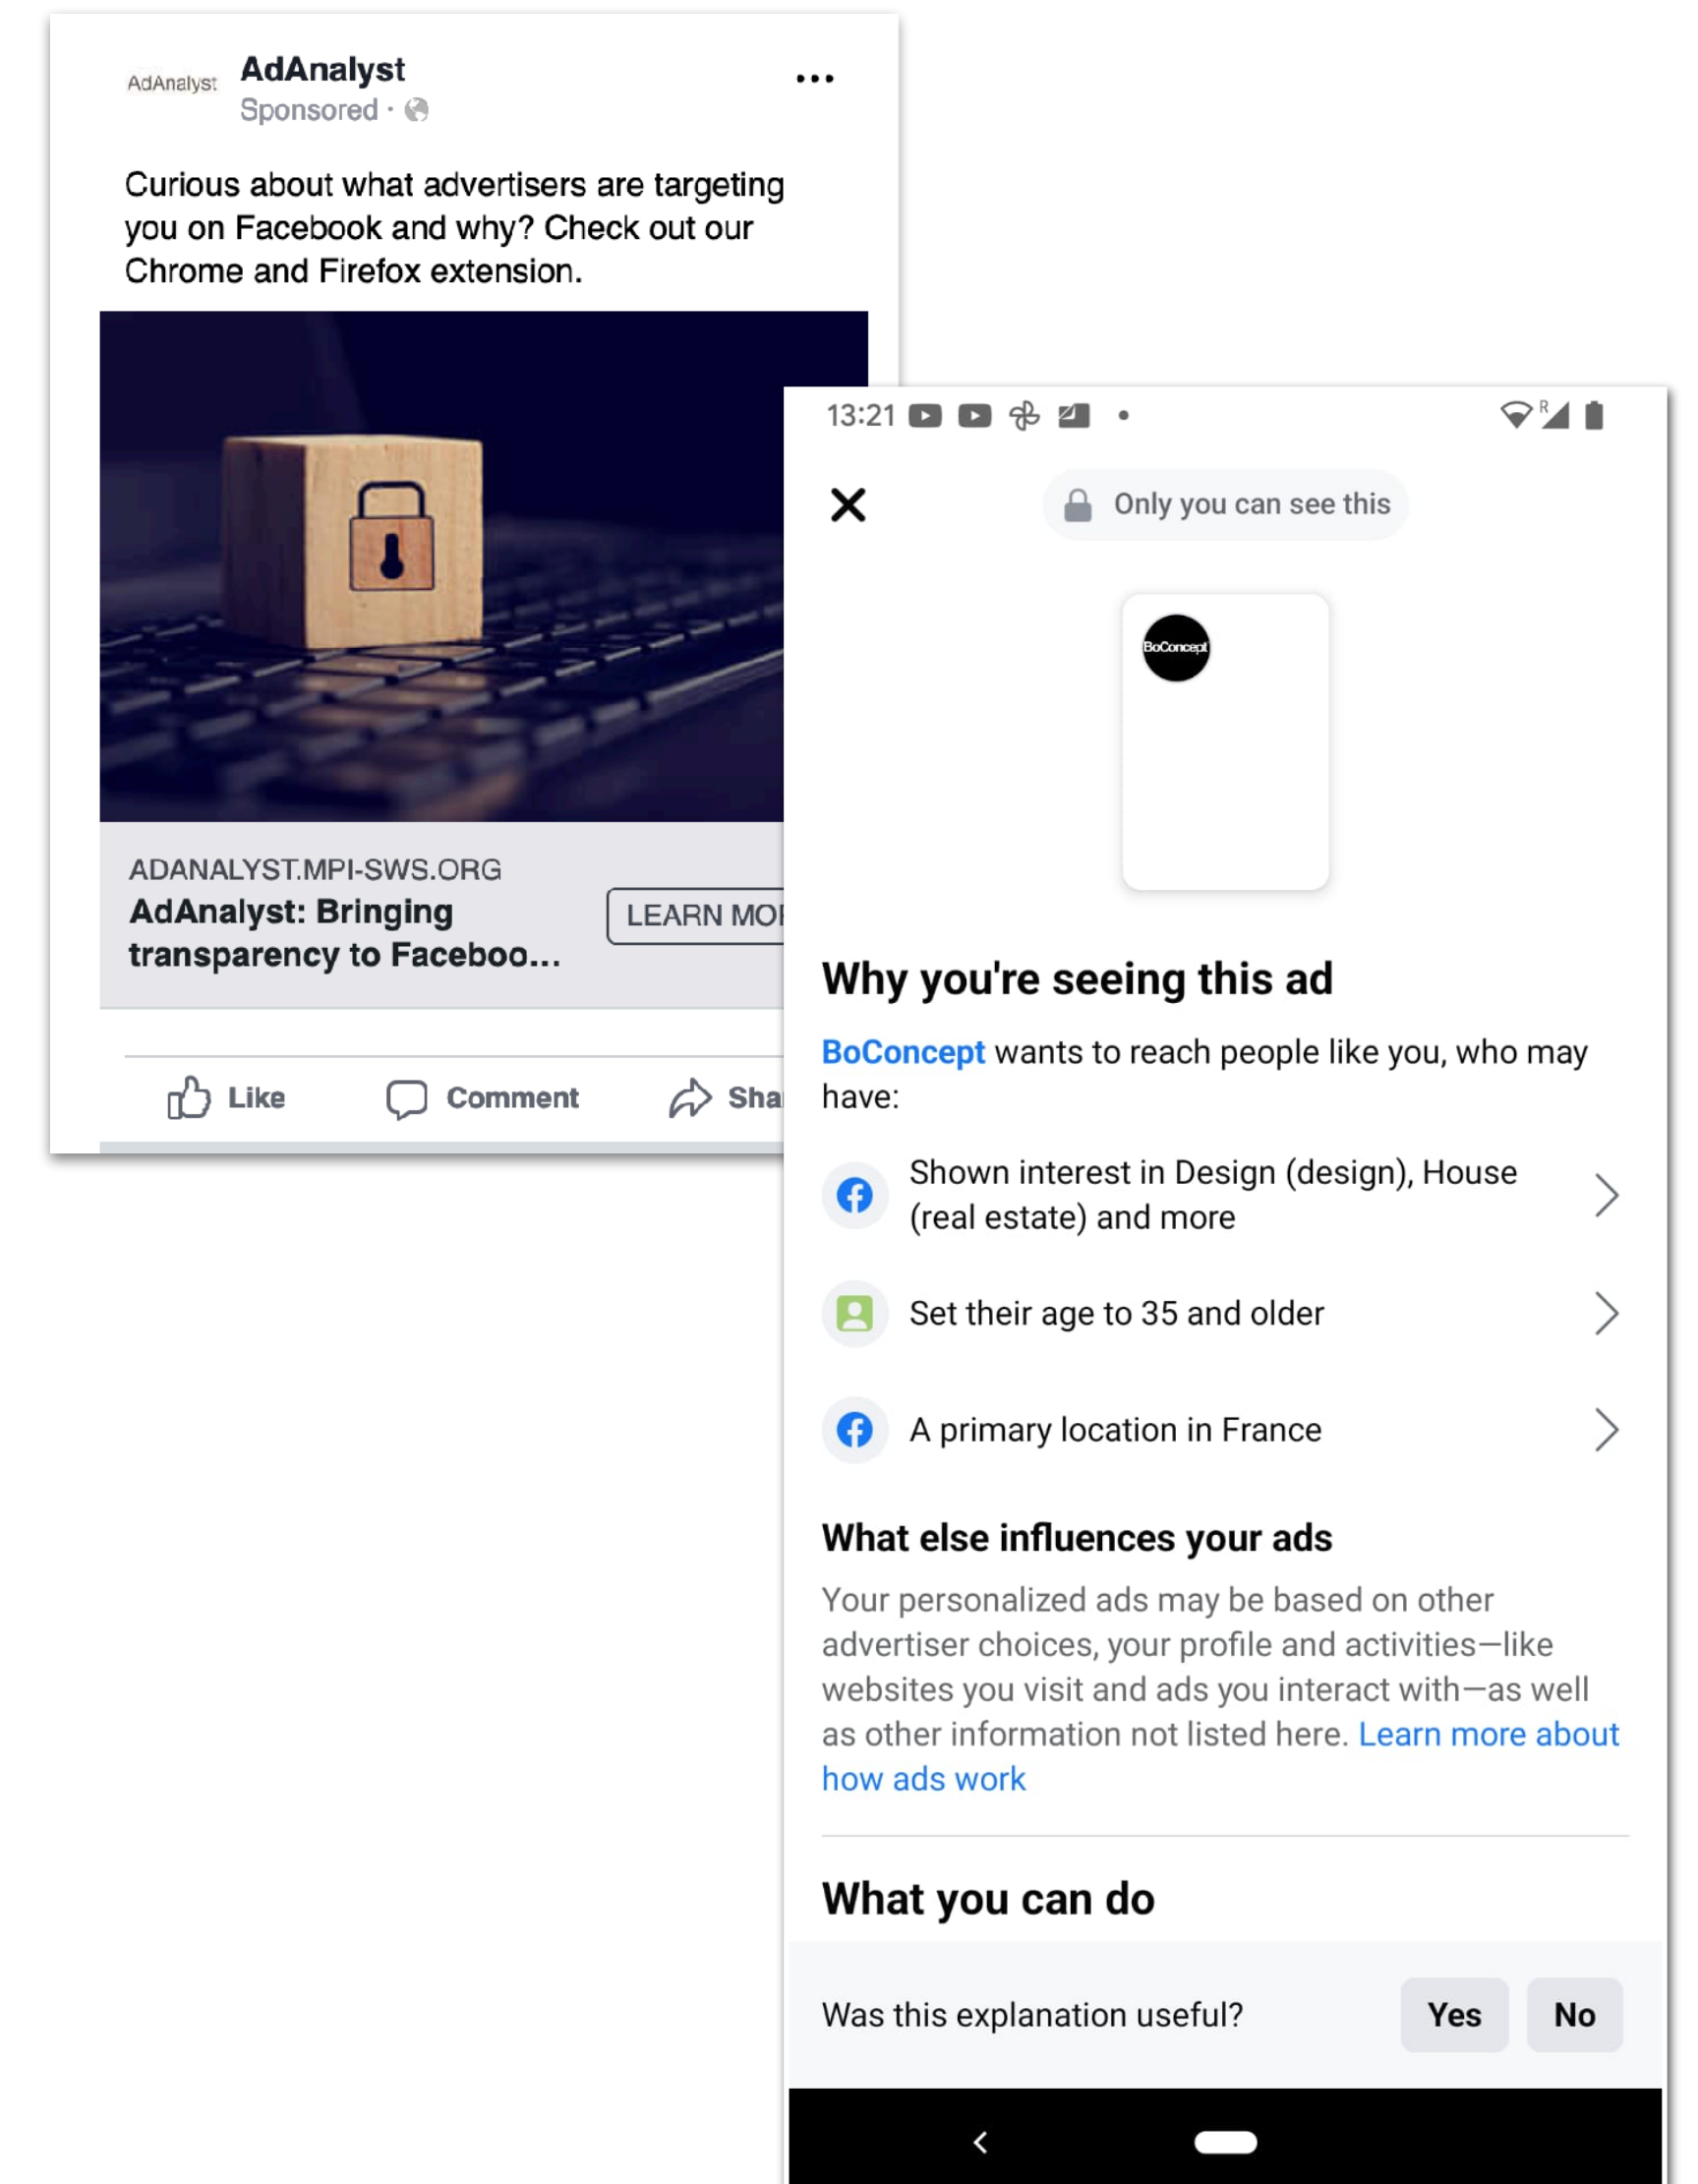 AdAnalyst
AdAnalyst
Sponsored ·
Curious about what advertisers are targeting
you on Facebook and why? Check out our
Chrome and Firefox extension.
ADANALYST.MPI-SWS.ORG
AdAnalyst: Bringing
transparency to Faceboo...
LEARN MO
Like
Comment
Sha
13:21
R
Only you can see this
BoConcept
Why you're seeing this ad
BoConcept wants to reach people like you, who may
have:
Shown interest in Design (design), House
(real estate) and more
Set their age to 35 and older
A primary location in France
What else influences your ads
Your personalized ads may be based on other
advertiser choices, your profile and activities—like
websites you visit and ads you interact with—as well
as other information not listed here. Learn more about
how ads work
What you can do
Was this explanation useful?
Yes
No